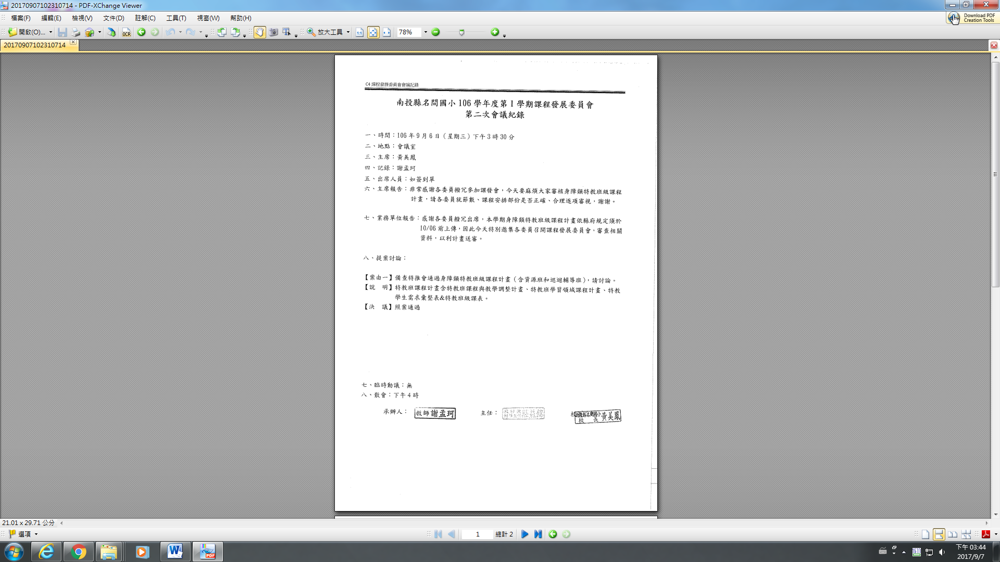 20170907102310714 - PDF-XChange Viewer
檔案(F) 編輯(E) 檢視(V) 文件(D) 註解(C) 工具(T) 視窗(W) 幫助(H)
Download PDF
Creation Tools
開啟(O)... OCR 放大工具 1:1 78%
20170907102310714
C4 課程發展委員會會議記錄
南投縣名間國小 106 學年度第 1 學期課程發展委員會
第二次會議紀錄
一、時間：106 年 9 月 6 日（星期三）下午 3 時 30 分
二、地點：會議室
三、主席：黃美鳳
四、記錄：謝孟珂
五、出席人員：如簽到單
六、主席報告：非常感謝各委員撥冗參加課發會，今天要麻煩大家審核身障類特教班級課程
計畫，請各委員就節數、課程安排部份是否正確、合理逐項審視，謝謝。
七、業務單位報告：感謝各委員撥冗出席，本學期身障類特教班級課程計畫依縣府規定須於
10/06 前上傳，因此今天特別邀集各委員召開課程發展委員會，審查相關
資料，以利計畫送審。
八、提案討論：
【案由一】備查特推會通過身障類特教班級課程計畫（含資源班和巡迴輔導班），請討論。
【說　明】特教班課程計畫含特教班課程與教學調整計畫、特教班學習領域課程計畫、特教
學生需求彙整表&特教班級課表。
【決　議】照案通過
七、臨時動議：無
八、散會：下午 4 時
承辦人： 教師 謝孟珂 主任： 校長 黃美鳳
21.01 x 29.71 公分
選項 1 總計 2
下午 03:44
2017/9/7